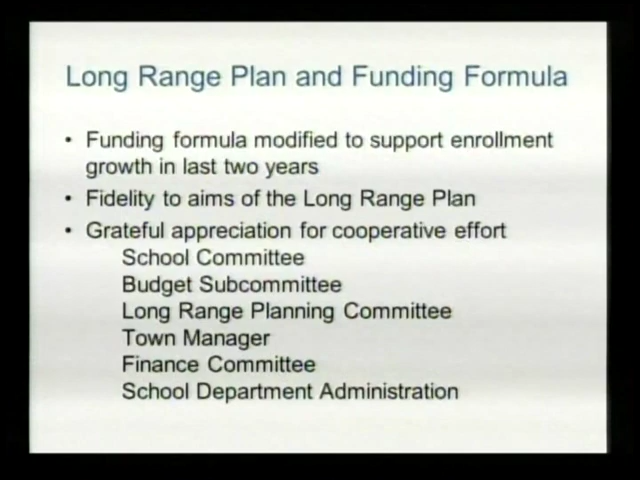 Long Range Plan and Funding Formula
• Funding formula modified to support enrollment
growth in last two years
• Fidelity to aims of the Long Range Plan
• Grateful appreciation for cooperative effort
School Committee
Budget Subcommittee
Long Range Planning Committee
Town Manager
Finance Committee
School Department Administration